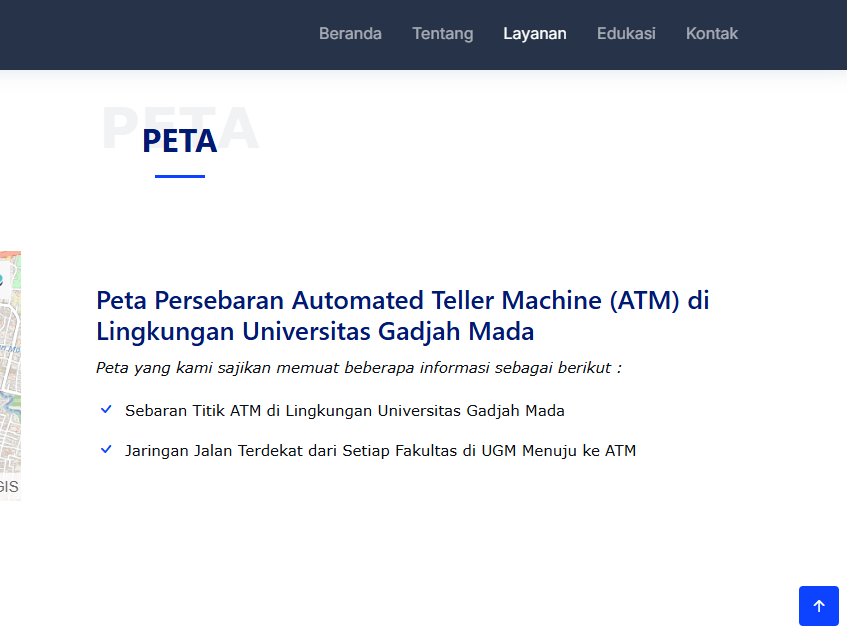 Beranda Tentang Layanan Edukasi Kontak
PETA
PETA
Peta Persebaran Automated Teller Machine (ATM) di
Lingkungan Universitas Gadjah Mada
Peta yang kami sajikan memuat beberapa informasi sebagai berikut :
Sebaran Titik ATM di Lingkungan Universitas Gadjah Mada
Jaringan Jalan Terdekat dari Setiap Fakultas di UGM Menuju ke ATM
GIS